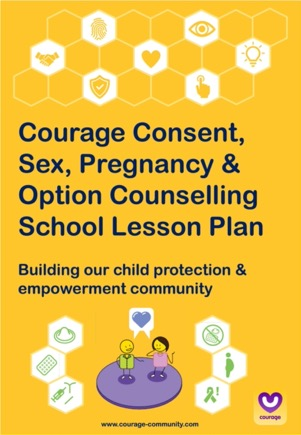 Courage Consent,
Sex, Pregnancy &
Option Counselling
School Lesson Plan
Building our child protection &
empowerment community
courage
www.courage-community.com